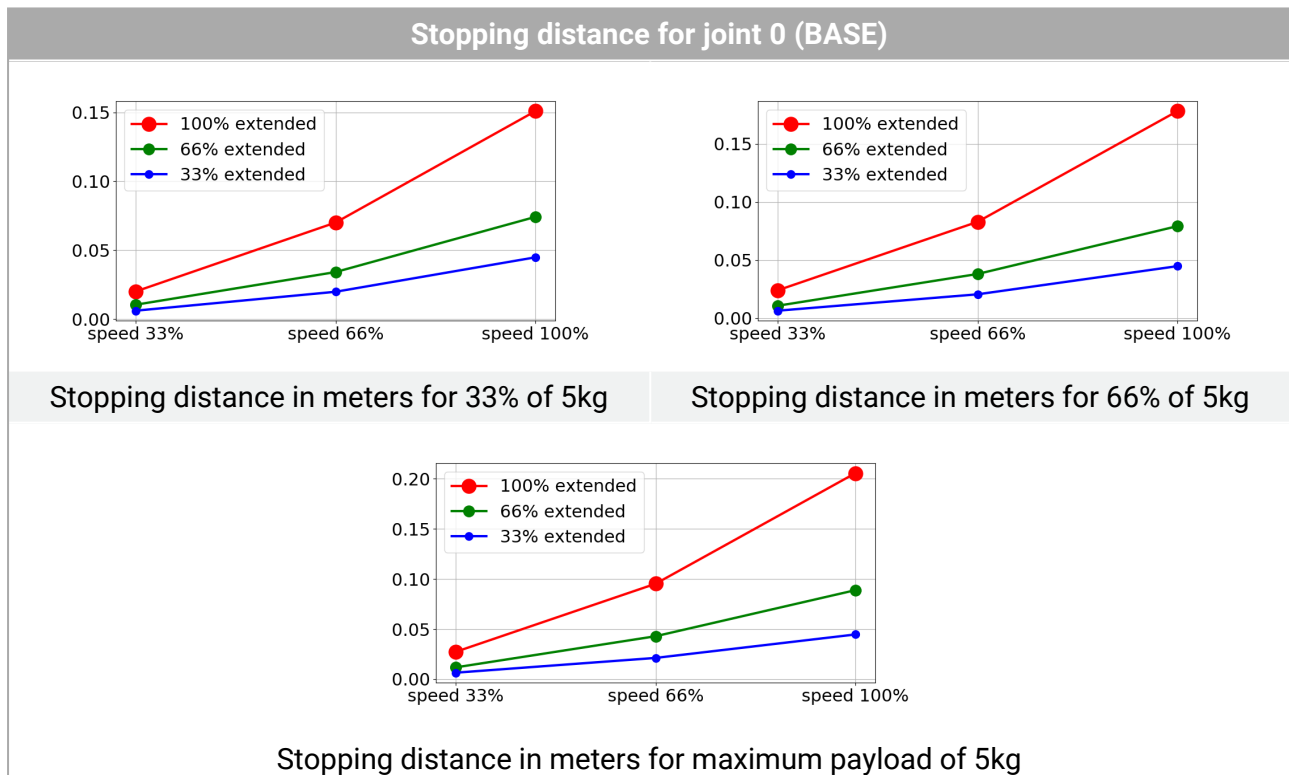 Stopping distance for joint 0 (BASE)
0.15
0.10
0.05
0.00
100% extended
66% extended
33% extended
speed 33% speed 66% speed 100%
Stopping distance in meters for 33% of 5kg
0.15
0.10
0.05
0.00
100% extended
66% extended
33% extended
speed 33% speed 66% speed 100%
Stopping distance in meters for 66% of 5kg
0.20
0.15
0.10
0.05
0.00
100% extended
66% extended
33% extended
speed 33% speed 66% speed 100%
Stopping distance in meters for maximum payload of 5kg